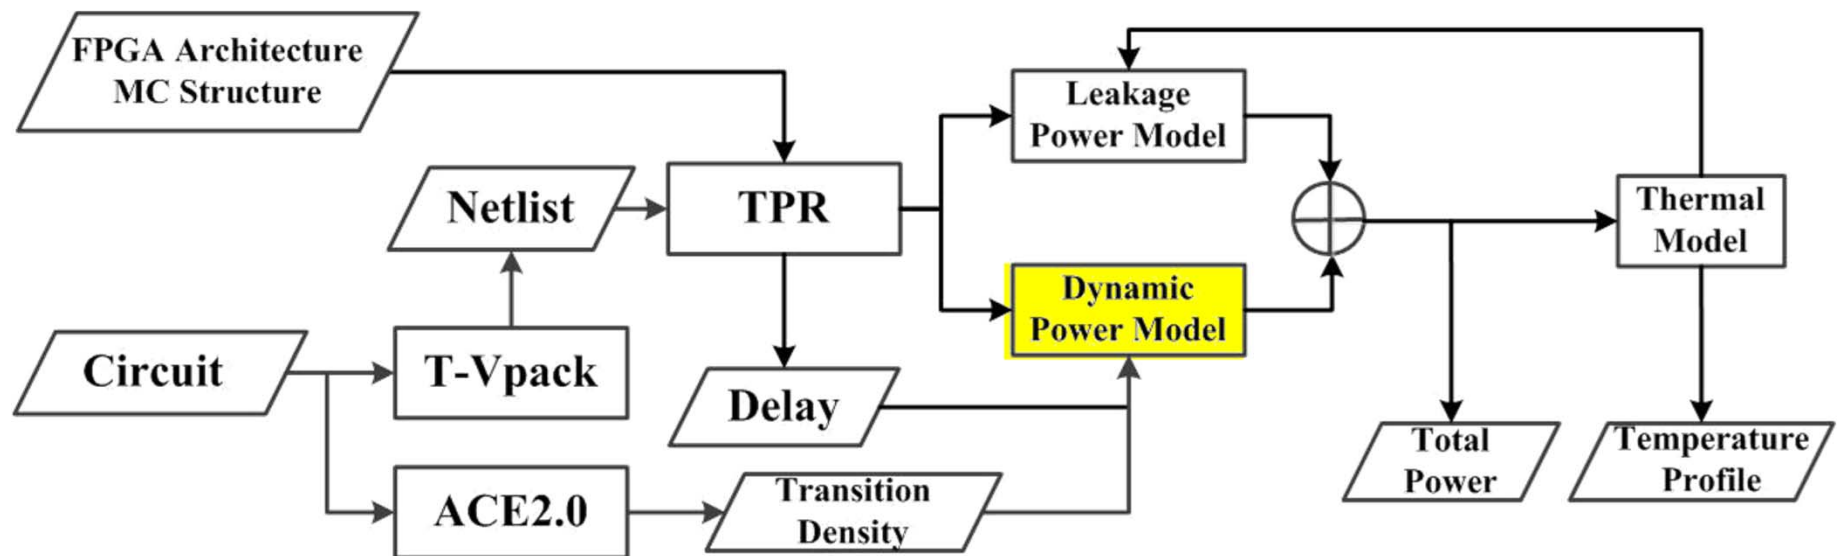 FPGA Architecture
MC Structure
Leakage
Power Model
Netlist
TPR
Thermal
Model
Dynamic
Power Model
Circuit
T-Vpack
Delay
Total
Power
Temperature
Profile
ACE2.0
Transition
Density